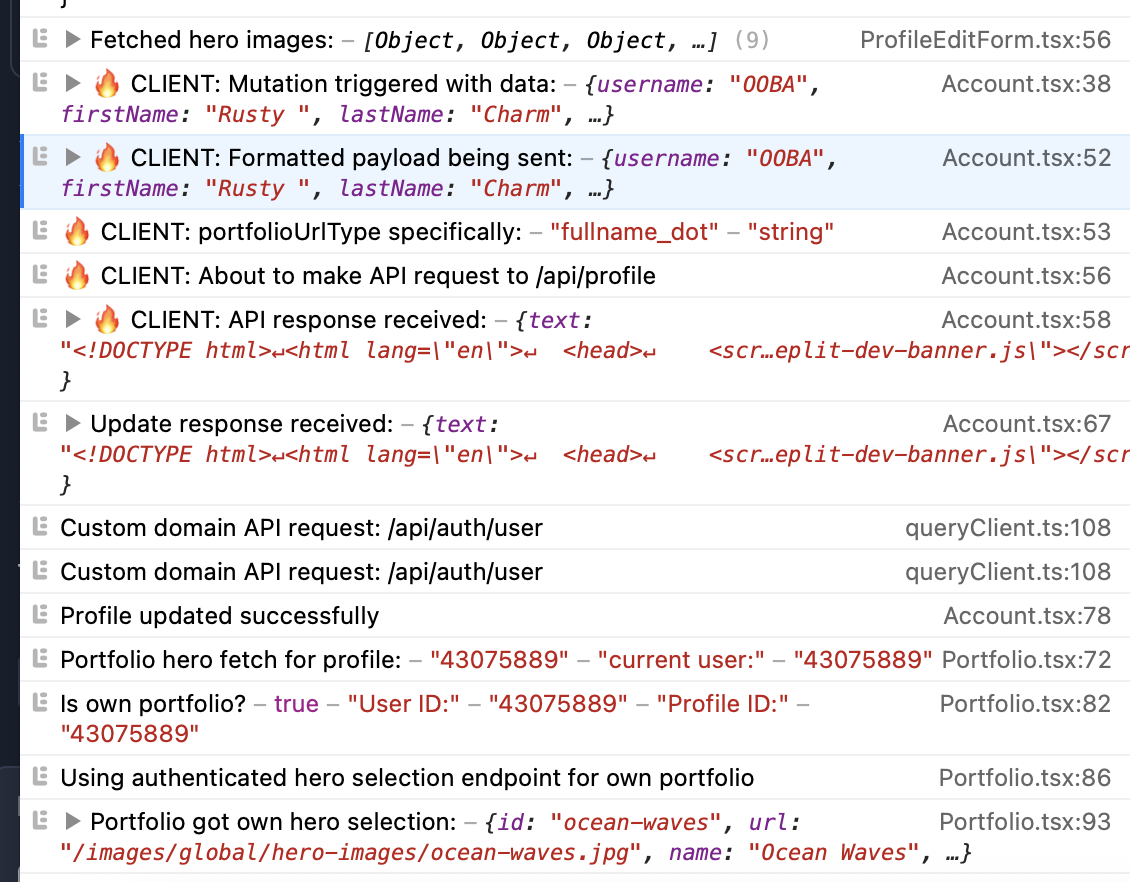 }
▶ Fetched hero images: – [Object, Object, Object, …] (9) ProfileEditForm.tsx:56
▶ 🔥 CLIENT: Mutation triggered with data: – {username: "OOBA", Account.tsx:38
firstName: "Rusty ", lastName: "Charm", …}
▶ 🔥 CLIENT: Formatted payload being sent: – {username: "OOBA", Account.tsx:52
firstName: "Rusty ", lastName: "Charm", …}
🔥 CLIENT: portfolioUrlType specifically: – "fullname_dot" – "string" Account.tsx:53
🔥 CLIENT: About to make API request to /api/profile Account.tsx:56
▶ 🔥 CLIENT: API response received: – {text: Account.tsx:58
"<!DOCTYPE html>↵<html lang=\"en\">↵  <head>↵    <scr…eplit-dev-banner.js\"></scr
}
▶ Update response received: – {text: Account.tsx:67
"<!DOCTYPE html>↵<html lang=\"en\">↵  <head>↵    <scr…eplit-dev-banner.js\"></scr
}
Custom domain API request: /api/auth/user queryClient.ts:108
Custom domain API request: /api/auth/user queryClient.ts:108
Profile updated successfully Account.tsx:78
Portfolio hero fetch for profile: – "43075889" – "current user:" – "43075889" Portfolio.tsx:72
Is own portfolio? – true – "User ID:" – "43075889" – "Profile ID:" – Portfolio.tsx:82
"43075889"
Using authenticated hero selection endpoint for own portfolio Portfolio.tsx:86
▶ Portfolio got own hero selection: – {id: "ocean-waves", url: Portfolio.tsx:93
"/images/global/hero-images/ocean-waves.jpg", name: "Ocean Waves", …}